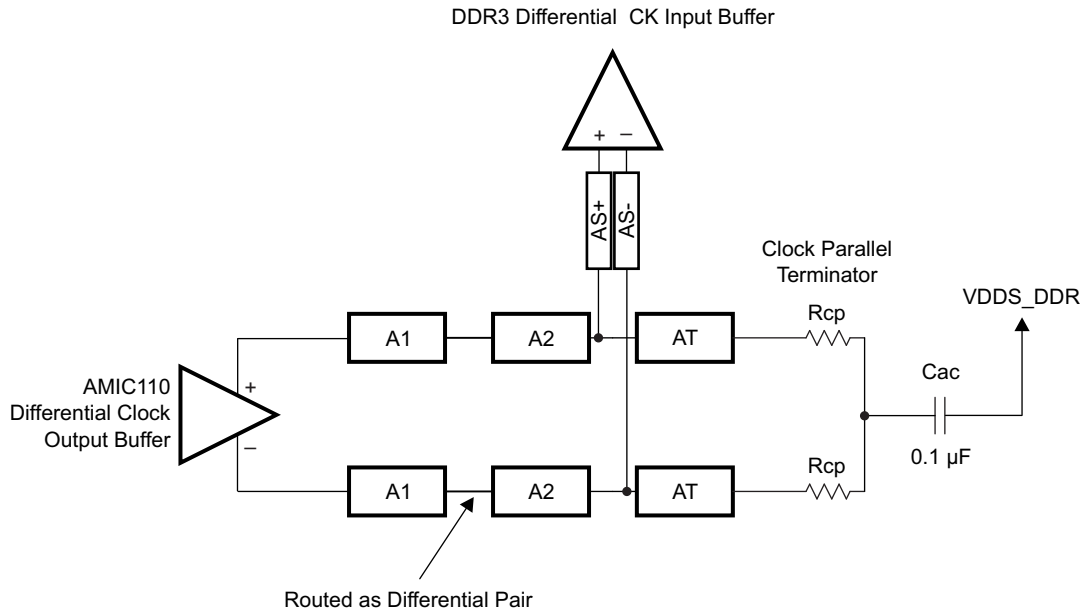 DDR3 Differential CK Input Buffer
+ −
AS+
AS-
Clock Parallel
Terminator
VDDS_DDR
Rcp
A1
A2
AT
Cac
AMIC110
Differential Clock
Output Buffer
+
−
0.1 µF
Rcp
A1
A2
AT
Routed as Differential Pair